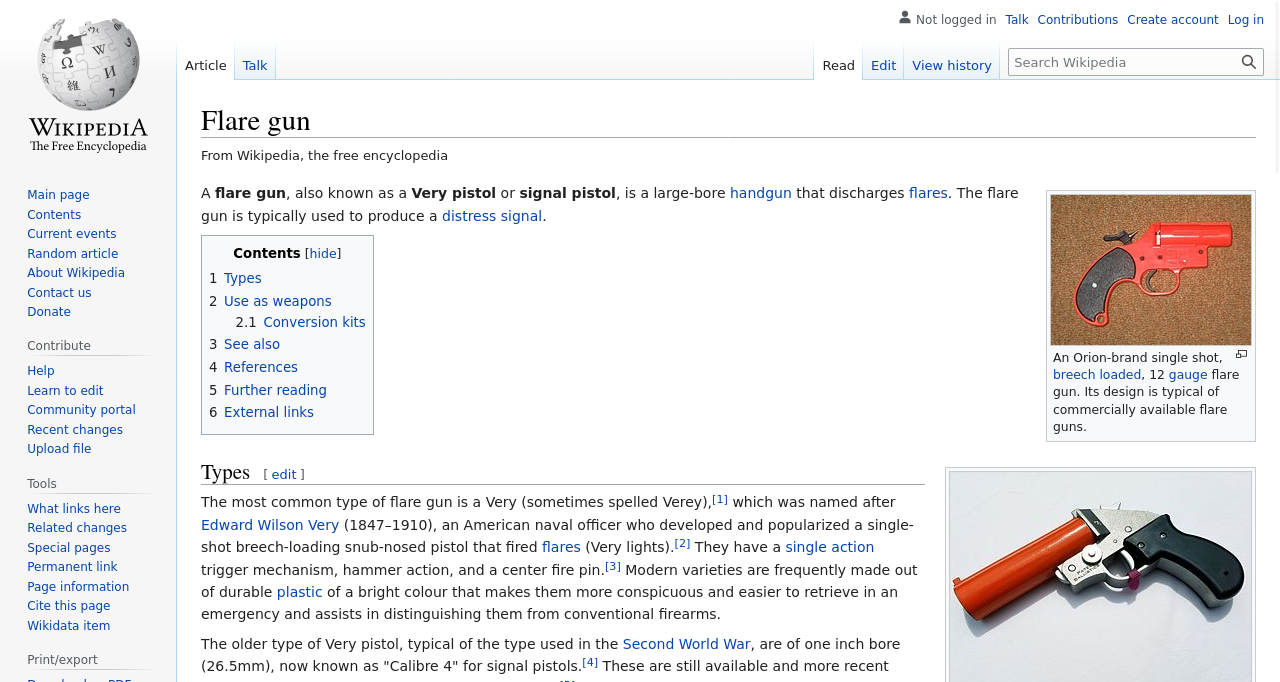 Not logged in Talk Contributions Create account Log in
Article Talk Read Edit View history Search Wikipedia
Ω W И 維
WIKIPEDIA
The Free Encyclopedia
Main page
Contents
Current events
Random article
About Wikipedia
Contact us
Donate
Contribute
Help
Learn to edit
Community portal
Recent changes
Upload file
Tools
What links here
Related changes
Special pages
Permanent link
Page information
Cite this page
Wikidata item
Print/export
Flare gun
From Wikipedia, the free encyclopedia
A flare gun, also known as a Very pistol or signal pistol, is a large-bore handgun that discharges flares. The flare
gun is typically used to produce a distress signal.
An Orion-brand single shot,
breech loaded, 12 gauge flare
gun. Its design is typical of
commercially available flare
guns.
Contents [hide]
1 Types
2 Use as weapons
2.1 Conversion kits
3 See also
4 References
5 Further reading
6 External links
Types [ edit ]
The most common type of flare gun is a Very (sometimes spelled Verey),[1] which was named after
Edward Wilson Very (1847–1910), an American naval officer who developed and popularized a single-
shot breech-loading snub-nosed pistol that fired flares (Very lights).[2] They have a single action
trigger mechanism, hammer action, and a center fire pin.[3] Modern varieties are frequently made out
of durable plastic of a bright colour that makes them more conspicuous and easier to retrieve in an
emergency and assists in distinguishing them from conventional firearms.
The older type of Very pistol, typical of the type used in the Second World War, are of one inch bore
(26.5mm), now known as "Calibre 4" for signal pistols.[4] These are still available and more recent